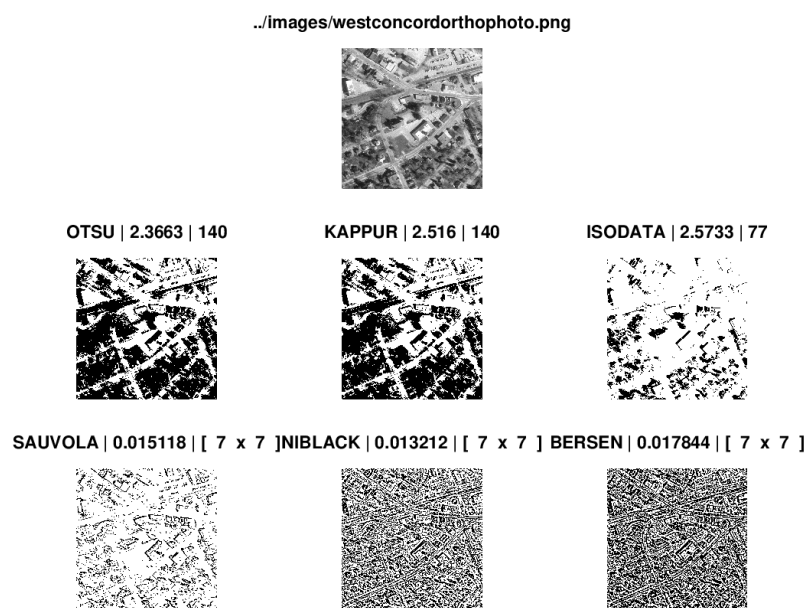 ../images/westconcordorthophoto.png
OTSU | 2.3663 | 140
KAPPUR | 2.516 | 140
ISODATA | 2.5733 | 77
SAUVOLA | 0.015118 | [ 7 x 7 ]
NIBLACK | 0.013212 | [ 7 x 7 ]
BERSEN | 0.017844 | [ 7 x 7 ]